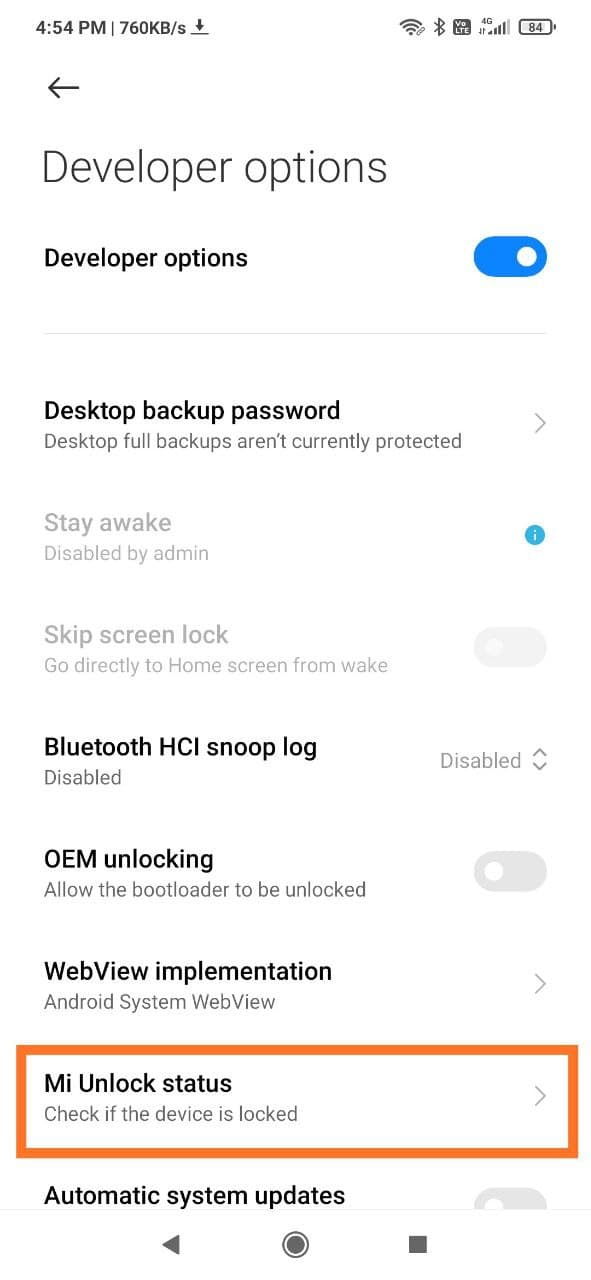 4:54 PM | 760KB/s
Vo LTE
4G
84
Developer options
Developer options
Desktop backup password
Desktop full backups aren't currently protected
Stay awake
Disabled by admin
Skip screen lock
Go directly to Home screen from wake
Bluetooth HCI snoop log
Disabled
Disabled
OEM unlocking
Allow the bootloader to be unlocked
WebView implementation
Android System WebView
Mi Unlock status
Check if the device is locked
Automatic system updates